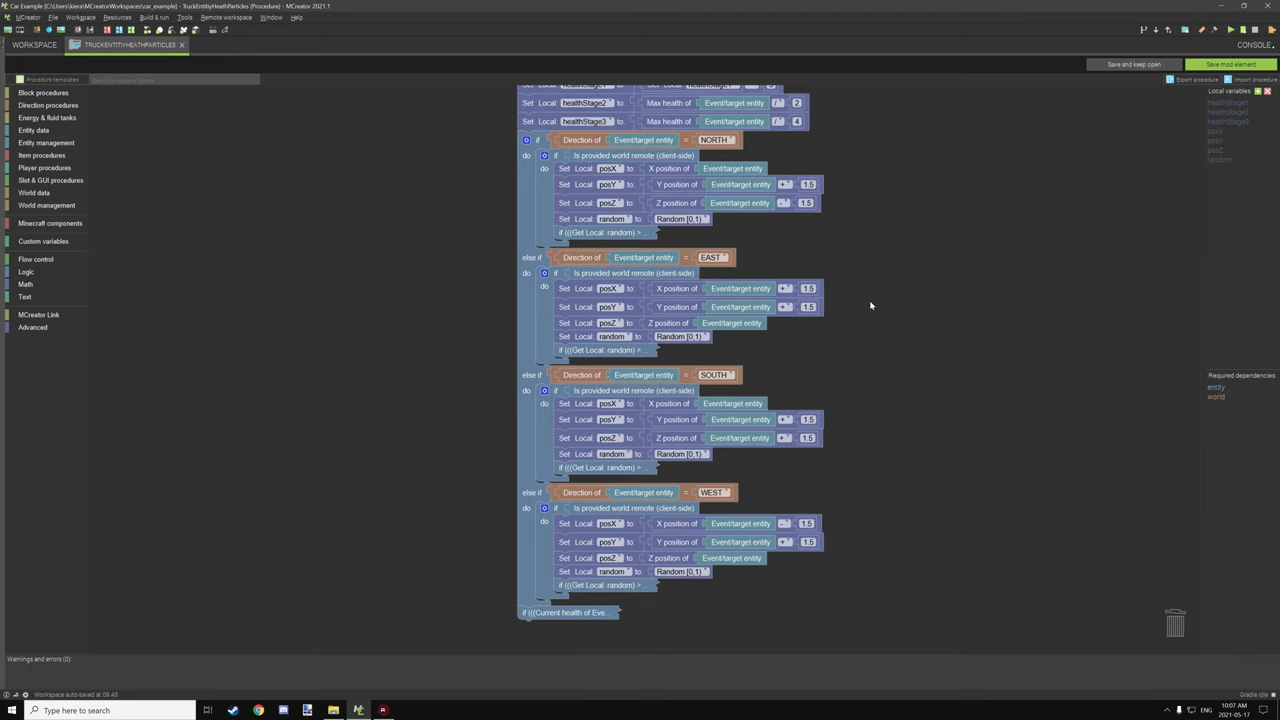 Car Example [C:\Users\kiera\MCreatorWorkspaces\car_example] - TruckEntitiyHeathParticles (Procedure) - MCreator 2021.1
MCreator File Workspace Resources Build & run Tools Remote workspace Window Help
WORKSPACE TRUCKENTITIYHEATHPARTICLES CONSOLE
Save and keep open Save mod element
Procedure templates Search procedure blocks Export procedure Import procedure
Block procedures
Direction procedures
Energy & fluid tanks
Entity data
Entity management
Item procedures
Player procedures
Slot & GUI procedures
World data
World management
Minecraft components
Custom variables
Flow control
Logic
Math
Text
MCreator Link
Advanced
Set Local: healthStage2 to: Max health of Event/target entity / 2
Set Local: healthStage3 to: Max health of Event/target entity / 4
if Direction of Event/target entity = NORTH
do if Is provided world remote (client-side)
do Set Local: posX to: X position of Event/target entity
Set Local: posY to: Y position of Event/target entity + 1.5
Set Local: posZ to: Z position of Event/target entity - 1.5
Set Local: random to: Random [0,1)
if (((Get Local: random) > ...
else if Direction of Event/target entity = EAST
do if Is provided world remote (client-side)
do Set Local: posX to: X position of Event/target entity + 1.5
Set Local: posY to: Y position of Event/target entity + 1.5
Set Local: posZ to: Z position of Event/target entity
Set Local: random to: Random [0,1)
if (((Get Local: random) > ...
else if Direction of Event/target entity = SOUTH
do if Is provided world remote (client-side)
do Set Local: posX to: X position of Event/target entity
Set Local: posY to: Y position of Event/target entity + 1.5
Set Local: posZ to: Z position of Event/target entity + 1.5
Set Local: random to: Random [0,1)
if (((Get Local: random) > ...
else if Direction of Event/target entity = WEST
do if Is provided world remote (client-side)
do Set Local: posX to: X position of Event/target entity - 1.5
Set Local: posY to: Y position of Event/target entity + 1.5
Set Local: posZ to: Z position of Event/target entity
Set Local: random to: Random [0,1)
if (((Get Local: random) > ...
if (((Current health of Eve...
Local variables
healthStage1
healthStage2
healthStage3
posX
posY
posZ
random
Required dependencies:
entity
world
Warnings and errors (0):
Workspace auto-saved at 09:45 Gradle idle
Type here to search
ENG
10:07 AM
2021-05-17